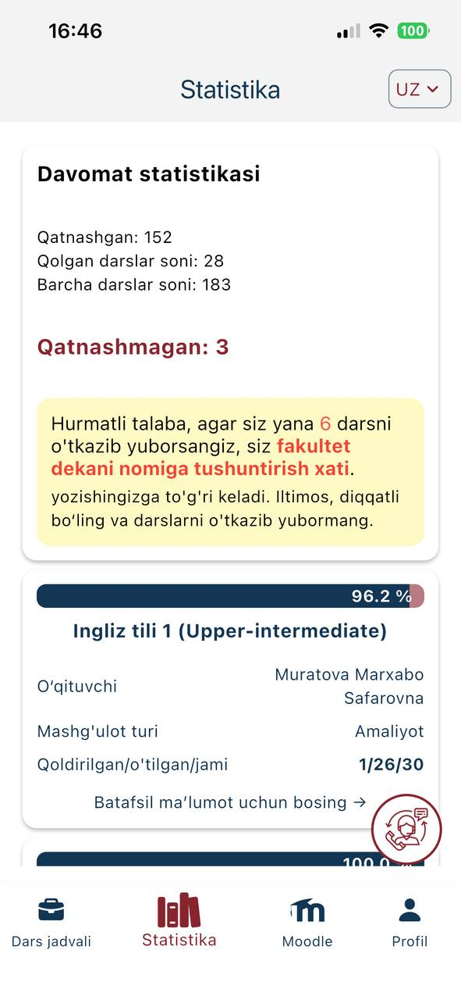 16:46
100
Statistika
UZ
Davomat statistikasi
Qatnashgan: 152
Qolgan darslar soni: 28
Barcha darslar soni: 183
Qatnashmagan: 3
Hurmatli talaba, agar siz yana 6 darsni
o'tkazib yuborsangiz, siz fakultet
dekani nomiga tushuntirish xati.
yozishingizga to'g'ri keladi. Iltimos, diqqatli
bo‘ling va darslarni o'tkazib yubormang.
96.2 %
Ingliz tili 1 (Upper-intermediate)
O‘qituvchi
Muratova Marxabo
Safarovna
Mashg'ulot turi
Amaliyot
Qoldirilgan/o'tilgan/jami
1/26/30
Batafsil ma’lumot uchun bosing →
100.0 %
Dars jadvali
Statistika
Moodle
Profil